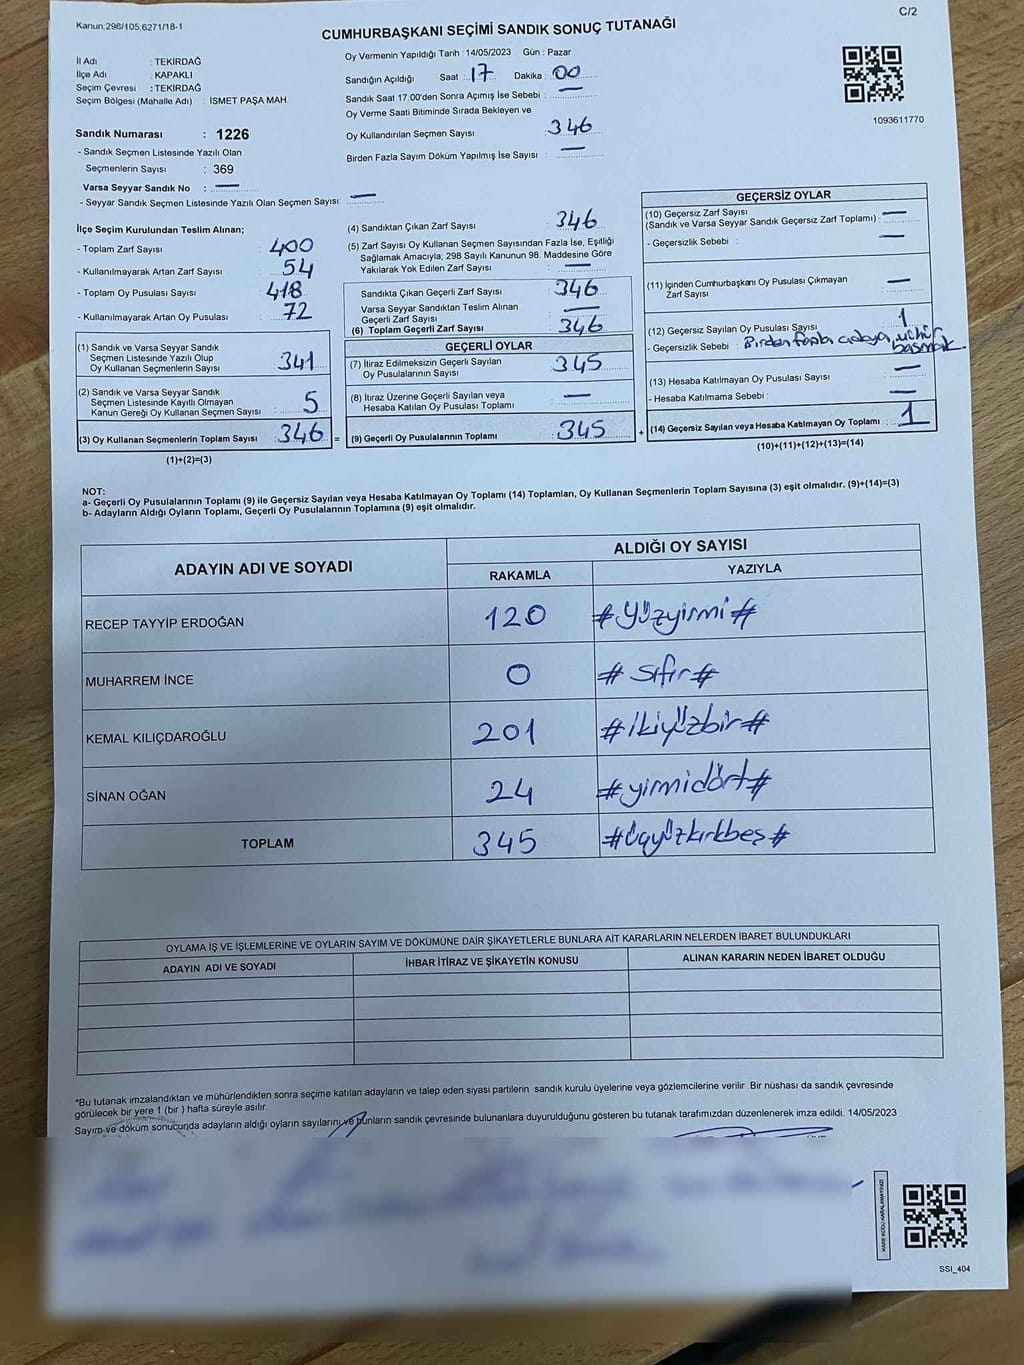 Kanun:298/105,6271/18-1
C/2
CUMHURBAŞKANI SEÇİMİ SANDIK SONUÇ TUTANAĞI
İl Adı : TEKİRDAĞ
İlçe Adı : KAPAKLI
Seçim Çevresi : TEKİRDAĞ
Seçim Bölgesi (Mahalle Adı) : İSMET PAŞA MAH
Sandık Numarası : 1226
- Sandık Seçmen Listesinde Yazılı Olan
Seçmenlerin Sayısı : 369
Varsa Seyyar Sandık No : —
- Seyyar Sandık Seçmen Listesinde Yazılı Olan Seçmen Sayısı: —
Oy Vermenin Yapıldığı Tarih : 14/05/2023 Gün : Pazar
Sandığın Açıldığı Saat : 17 Dakika : 00
Sandık Saat 17:00'den Sonra Açımış İse Sebebi : —
Oy Verme Saati Bitiminde Sırada Bekleyen ve
Oy Kullandırılan Seçmen Sayısı : 346
Birden Fazla Sayım Döküm Yapılmış İse Sayısı : —
1093611770
İlçe Seçim Kurulundan Teslim Alınan;
- Toplam Zarf Sayısı : 400
- Kullanılmayarak Artan Zarf Sayısı : 54
- Toplam Oy Pusulası Sayısı : 418
- Kullanılmayarak Artan Oy Pusulası : 72
(1) Sandık ve Varsa Seyyar Sandık
Seçmen Listesinde Yazılı Olup
Oy Kullanan Seçmenlerin Sayısı : 341
(2) Sandık ve Varsa Seyyar Sandık
Seçmen Listesinde Kayıtlı Olmayan
Kanun Gereği Oy Kullanan Seçmen Sayısı : 5
(3) Oy Kullanan Seçmenlerin Toplam Sayısı : 346 =
(1)+(2)=(3)
(4) Sandıktan Çıkan Zarf Sayısı : 346
(5) Zarf Sayısı Oy Kullanan Seçmen Sayısından Fazla İse, Eşitliği
Sağlamak Amacıyla; 298 Sayılı Kanunun 98. Maddesine Göre
Yakılarak Yok Edilen Zarf Sayısı : —
Sandıkta Çıkan Geçerli Zarf Sayısı : 346
Varsa Seyyar Sandıktan Teslim Alınan
Geçerli Zarf Sayısı : —
(6) Toplam Geçerli Zarf Sayısı : 346
GEÇERLİ OYLAR
(7) İtiraz Edilmeksizin Geçerli Sayılan
Oy Pusulalarının Sayısı : 345
(8) İtiraz Üzerine Geçerli Sayılan veya
Hesaba Katılan Oy Pusulası Toplamı : —
(9) Geçerli Oy Pusulalarının Toplamı : 345 +
GEÇERSİZ OYLAR
(10) Geçersiz Zarf Sayısı
(Sandık ve Varsa Seyyar Sandık Geçersiz Zarf Toplamı) : —
- Geçersizlik Sebebi : —
(11) İçinden Cumhurbaşkanı Oy Pusulası Çıkmayan
Zarf Sayısı : —
(12) Geçersiz Sayılan Oy Pusulası Sayısı : 1
- Geçersizlik Sebebi : Birden fazla adaya mühür
basmak.
(13) Hesaba Katılmayan Oy Pusulası Sayısı : —
- Hesaba Katılmama Sebebi : —
(14) Geçersiz Sayılan veya Hesaba Katılmayan Oy Toplamı : 1
(10)+(11)+(12)+(13)=(14)
NOT:
a- Geçerli Oy Pusulalarının Toplamı (9) ile Geçersiz Sayılan veya Hesaba Katılmayan Oy Toplamı (14) Toplamları, Oy Kullanan Seçmenlerin Toplam Sayısına (3) eşit olmalıdır. (9)+(14)=(3)
b- Adayların Aldığı Oyların Toplamı, Geçerli Oy Pusulalarının Toplamına (9) eşit olmalıdır.
ADAYIN ADI VE SOYADI
ALDIĞI OY SAYISI
RAKAMLA YAZIYLA
RECEP TAYYİP ERDOĞAN 120 #yüzyirmi#
MUHARREM İNCE 0 #sıfır#
KEMAL KILIÇDAROĞLU 201 #ikiyüzbir#
SİNAN OĞAN 24 #yirmidört#
TOPLAM 345 #üçyüzkırkbeş#
OYLAMA İŞ VE İŞLEMLERİNE VE OYLARIN SAYIM VE DÖKÜMÜNE DAİR ŞİKAYETLERLE BUNLARA AİT KARARLARIN NELERDEN İBARET BULUNDUKLARI
ADAYIN ADI VE SOYADI İHBAR İTİRAZ VE ŞİKAYETİN KONUSU ALINAN KARARIN NEDEN İBARET OLDUĞU
*Bu tutanak imzalandıktan ve mühürlendikten sonra seçime katılan adayların ve talep eden siyasi partilerin sandık kurulu üyelerine veya gözlemcilerine verilir .Bir nüshası da sandık çevresinde
görülecek bir yere 1 (bir ) hafta süreyle asılır.
Sayım ve döküm sonucunda adayların aldığı oyların sayılarını ve bunların sandık çevresinde bulunanlara duyurulduğunu gösteren bu tutanak tarafımızdan düzenlenerek imza edildi. 14/05/2023
KARE KODU KARALAMAYINIZ!
SSI_404